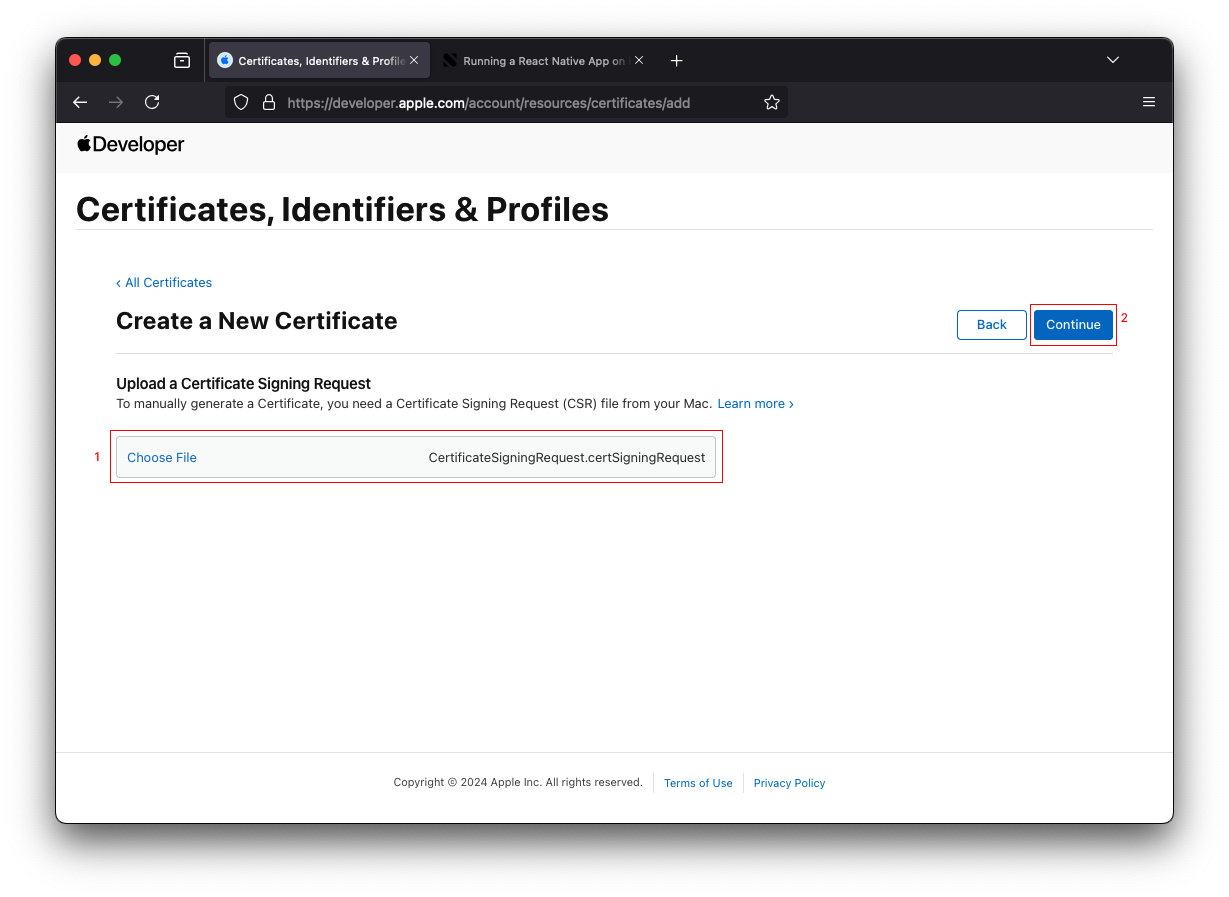 Certificates, Identifiers & Profile
Running a React Native App on
https://developer.apple.com/account/resources/certificates/add
Developer
Certificates, Identifiers & Profiles
‹ All Certificates
Create a New Certificate
Back
Continue
2
Upload a Certificate Signing Request
To manually generate a Certificate, you need a Certificate Signing Request (CSR) file from your Mac. Learn more ›
1
Choose File
CertificateSigningRequest.certSigningRequest
Copyright © 2024 Apple Inc. All rights reserved.
Terms of Use
Privacy Policy